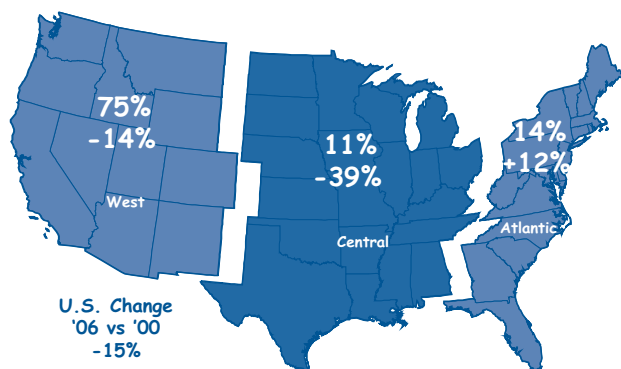 75%
-14%
West
11%
-39%
Central
14%
+12%
Atlantic
U.S. Change
'06 vs '00
-15%